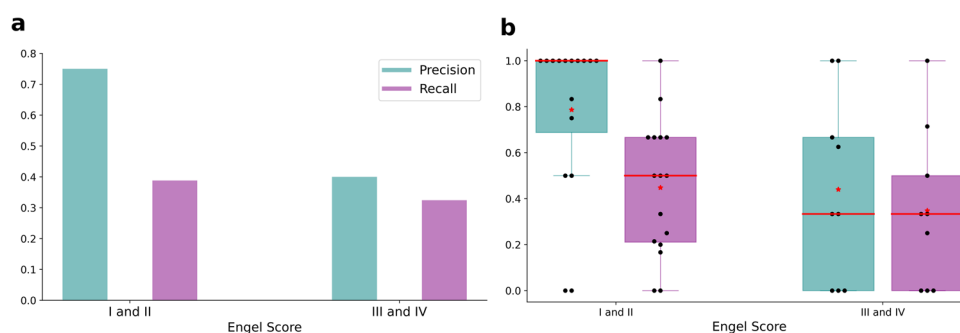 a
0.8
0.7
0.6
0.5
0.4
0.3
0.2
0.1
0.0
Precision
Recall
I and II
III and IV
Engel Score
b
1.0
0.8
0.6
0.4
0.2
0.0
I and II
III and IV
Engel Score